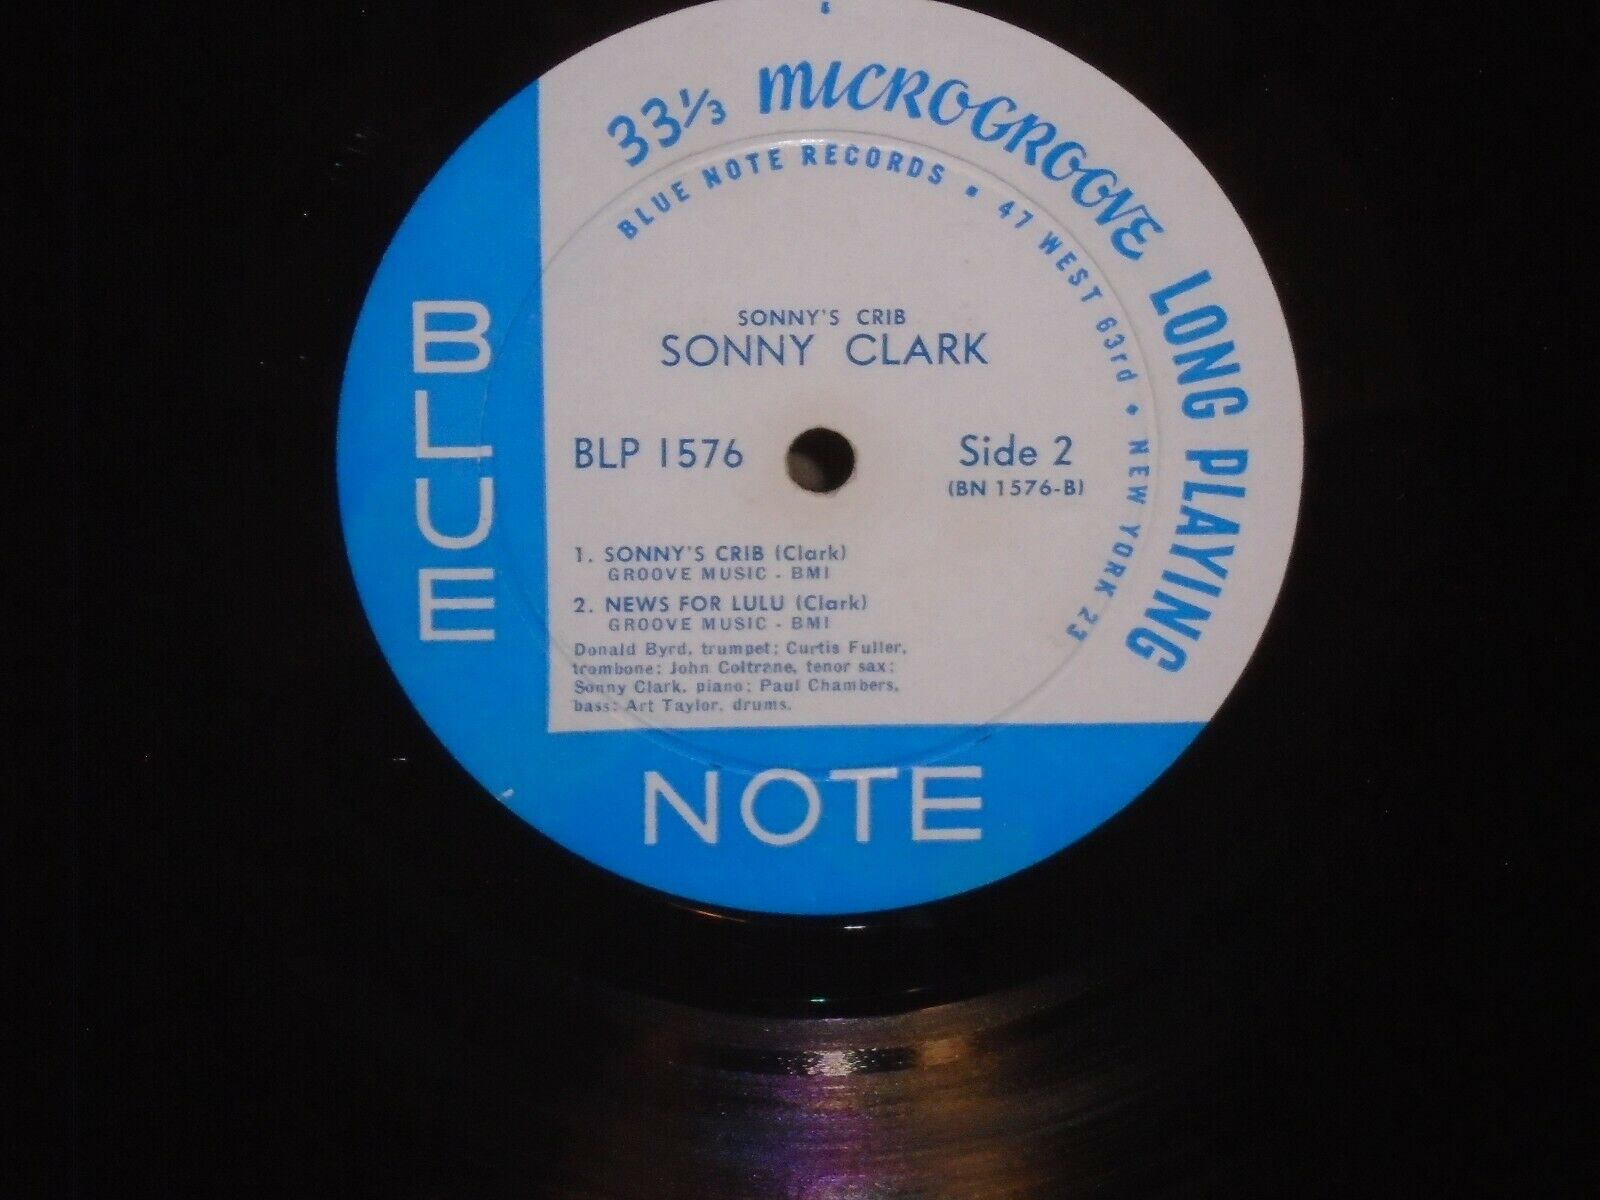 33⅓ MICROGROOVE LONG PLAYING
BLUE NOTE RECORDS • 47 WEST 63rd • NEW YORK 23
SONNY'S CRIB
SONNY CLARK
BLP 1576
Side 2
(BN 1576-B)
1. SONNY'S CRIB (Clark)
GROOVE MUSIC - BMI
2. NEWS FOR LULU (Clark)
GROOVE MUSIC - BMI
Donald Byrd, trumpet; Curtis Fuller,
trombone; John Coltrane, tenor sax;
Sonny Clark, piano; Paul Chambers,
bass; Art Taylor, drums.
BLUE
NOTE